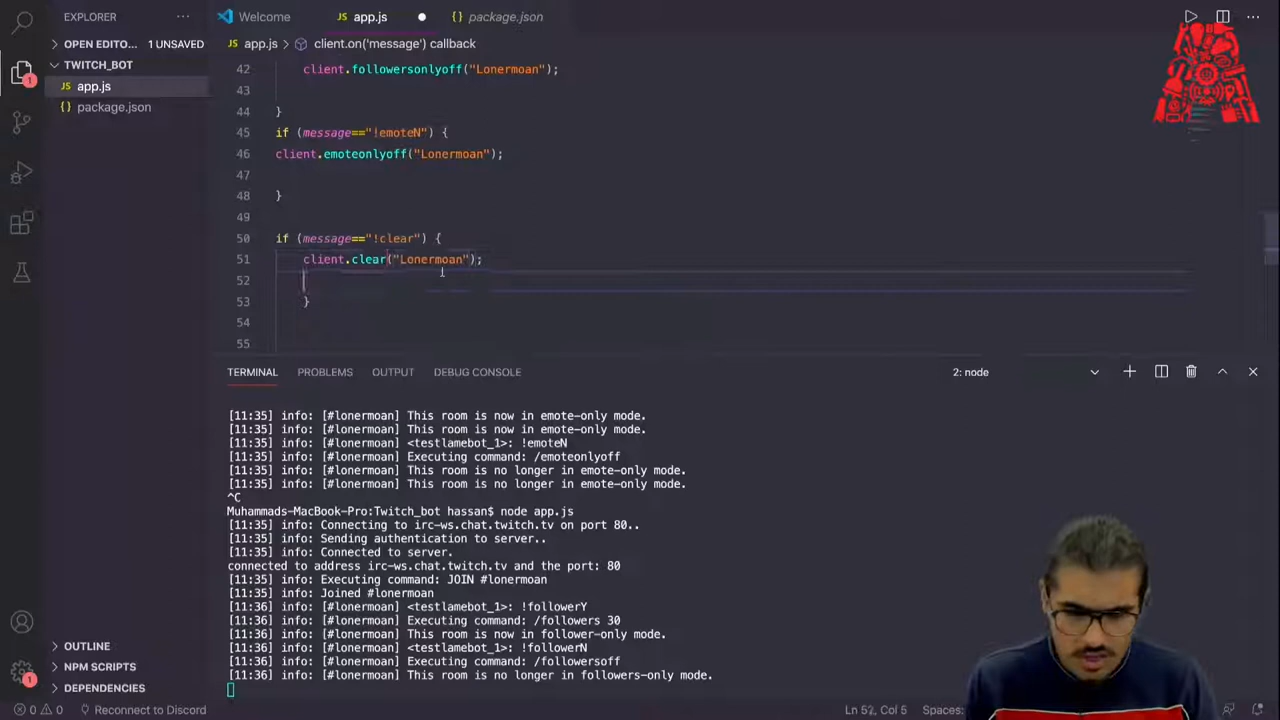 EXPLORER
Welcome
JS app.js
{} package.json
OPEN EDITO... 1 UNSAVED
JS app.js > client.on('message') callback
TWITCH_BOT
JS app.js
{} package.json
42 client.followersonlyoff("Lonermoan");
43
44 }
45 if (message=="!emoteN") {
46 client.emoteonlyoff("Lonermoan");
47
48 }
49
50 if (message=="!clear") {
51 client.clear("Lonermoan");
52
53 }
54
55
TERMINAL PROBLEMS OUTPUT DEBUG CONSOLE 2: node
[11:35] info: [#lonermoan] This room is now in emote-only mode.
[11:35] info: [#lonermoan] This room is now in emote-only mode.
[11:35] info: [#lonermoan] <testlamebot_1>: !emoteN
[11:35] info: [#lonermoan] Executing command: /emoteonlyoff
[11:35] info: [#lonermoan] This room is no longer in emote-only mode.
[11:35] info: [#lonermoan] This room is no longer in emote-only mode.
^C
Muhammads-MacBook-Pro:Twitch_bot hassan$ node app.js
[11:35] info: Connecting to irc-ws.chat.twitch.tv on port 80..
[11:35] info: Sending authentication to server..
[11:35] info: Connected to server.
connected to address irc-ws.chat.twitch.tv and the port: 80
[11:35] info: Executing command: JOIN #lonermoan
[11:35] info: Joined #lonermoan
[11:36] info: [#lonermoan] <testlamebot_1>: !followerY
[11:36] info: [#lonermoan] Executing command: /followers 30
[11:36] info: [#lonermoan] This room is now in follower-only mode.
[11:36] info: [#lonermoan] <testlamebot_1>: !followerN
[11:36] info: [#lonermoan] Executing command: /followersoff
[11:36] info: [#lonermoan] This room is no longer in followers-only mode.
OUTLINE
NPM SCRIPTS
DEPENDENCIES
1
1
0 0 Reconnect to Discord
Ln 52, Col 5 Spaces: